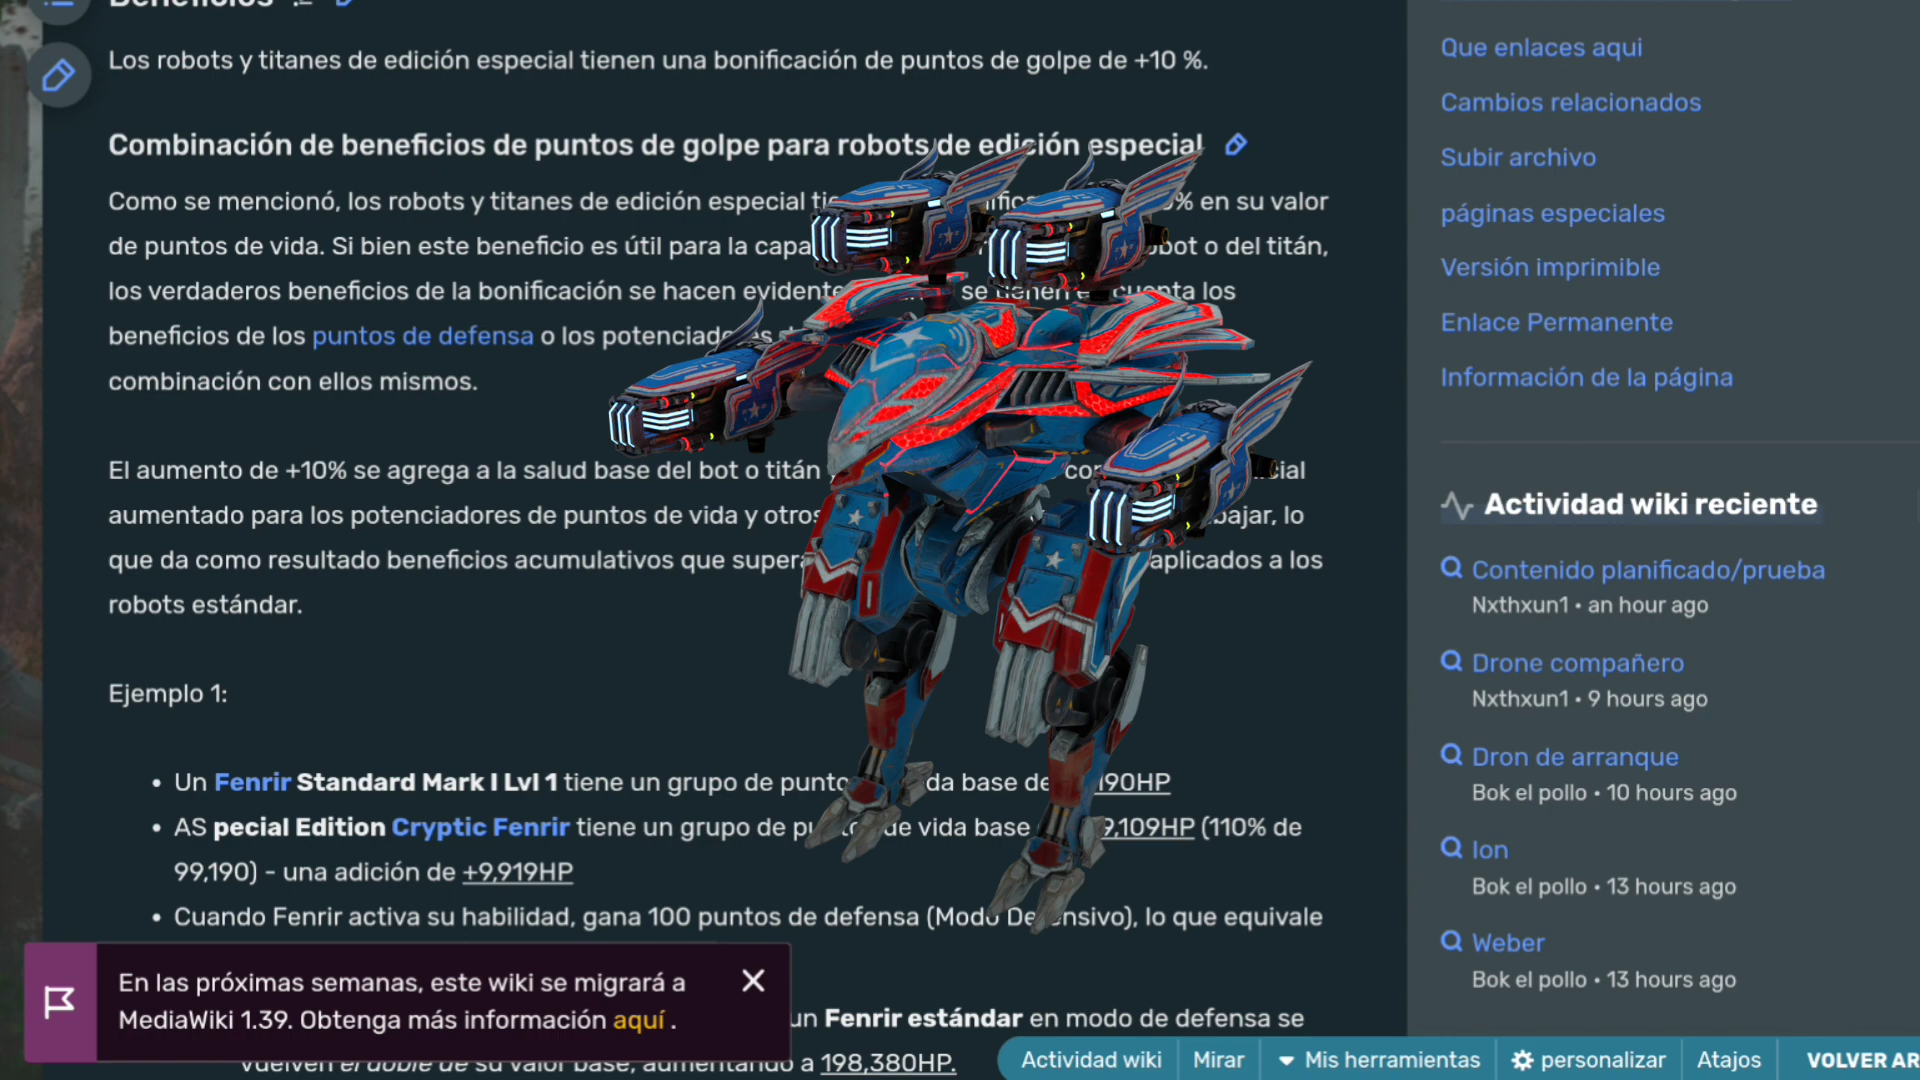 Beneficios
Los robots y titanes de edición especial tienen una bonificación de puntos de golpe de +10 %.
Combinación de beneficios de puntos de golpe para robots de edición especial
Como se mencionó, los robots y titanes de edición especial % en su valor
de puntos de vida. Si bien este beneficio es útil para la o del titán,
los verdaderos beneficios de la bonificación se hacen se tienen cuenta los
beneficios de los puntos de defensa o los
combinación con ellos mismos.
El aumento de +10% se agrega a la salud base del bot o titán
aumentado para los potenciadores de puntos de vida y otros bajar, lo
que da como resultado beneficios acumulativos que aplicados a los
robots estándar.
Ejemplo 1:
• Un Fenrir Standard Mark I Lvl 1 tiene un grupo de base de
• AS pecial Edition Cryptic Fenrir tiene un grupo de de vida base (110% de
99,190) - una adición de +9,919HP
• Cuando Fenrir activa su habilidad, gana 100 puntos de defensa (Modo Defensivo), lo que equivale
un Fenrir estándar en modo de defensa se
vuelven el doble de su valor base, aumentando a 198,380HP.
En las próximas semanas, este wiki se migrará a
MediaWiki 1.39. Obtenga más información aquí .
Que enlaces aqui
Cambios relacionados
Subir archivo
páginas especiales
Versión imprimible
Enlace Permanente
Información de la página
Actividad wiki reciente
Contenido planificado/prueba
Nxthxun1 • an hour ago
Drone compañero
Nxthxun1 • 9 hours ago
Dron de arranque
Bok el pollo • 10 hours ago
Ion
Bok el pollo • 13 hours ago
Weber
Bok el pollo • 13 hours ago
Actividad wiki Mirar Mis herramientas personalizar Atajos VOLVER AR